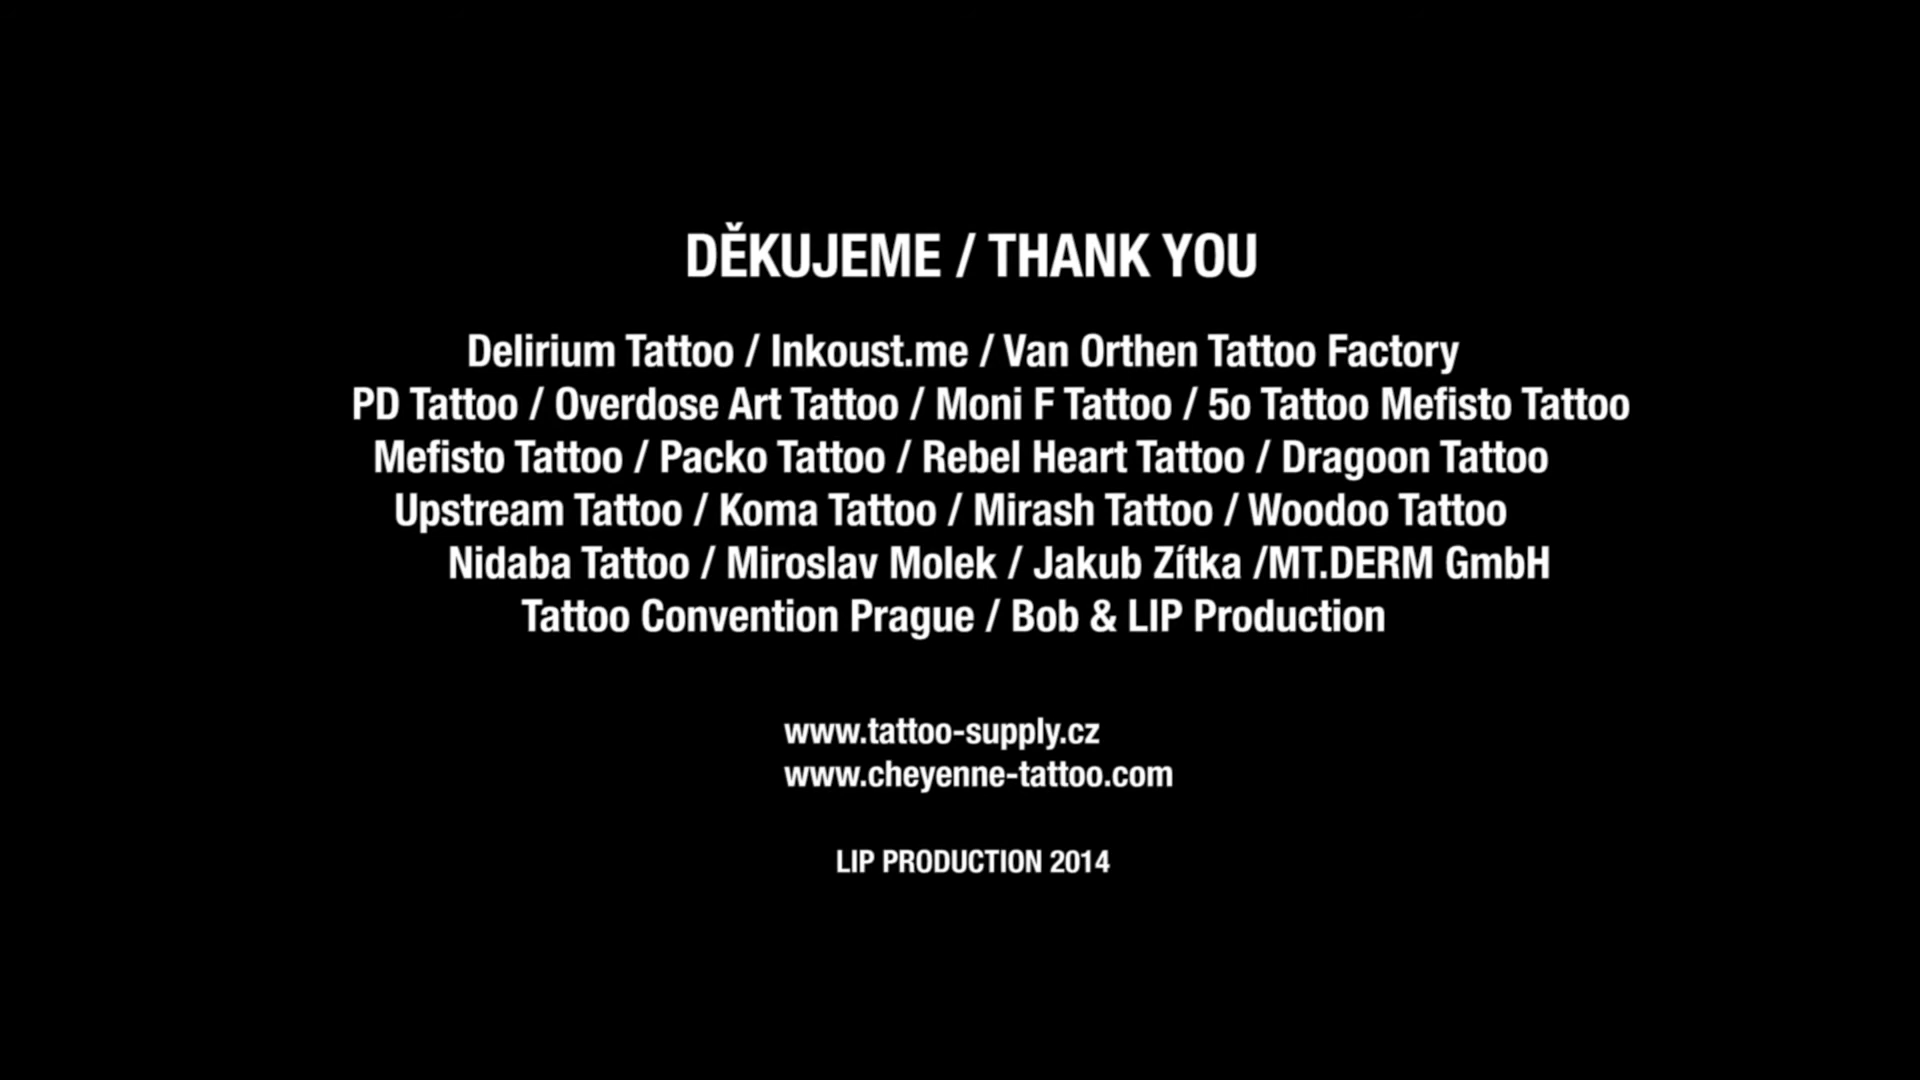 DĚKUJEME / THANK YOU
Delirium Tattoo / Inkoust.me / Van Orthen Tattoo Factory
PD Tattoo / Overdose Art Tattoo / Moni F Tattoo / 5o Tattoo Mefisto Tattoo
Mefisto Tattoo / Packo Tattoo / Rebel Heart Tattoo / Dragoon Tattoo
Upstream Tattoo / Koma Tattoo / Mirash Tattoo / Woodoo Tattoo
Nidaba Tattoo / Miroslav Molek / Jakub Zítka /MT.DERM GmbH
Tattoo Convention Prague / Bob & LIP Production
www.tattoo-supply.cz
www.cheyenne-tattoo.com
LIP PRODUCTION 2014